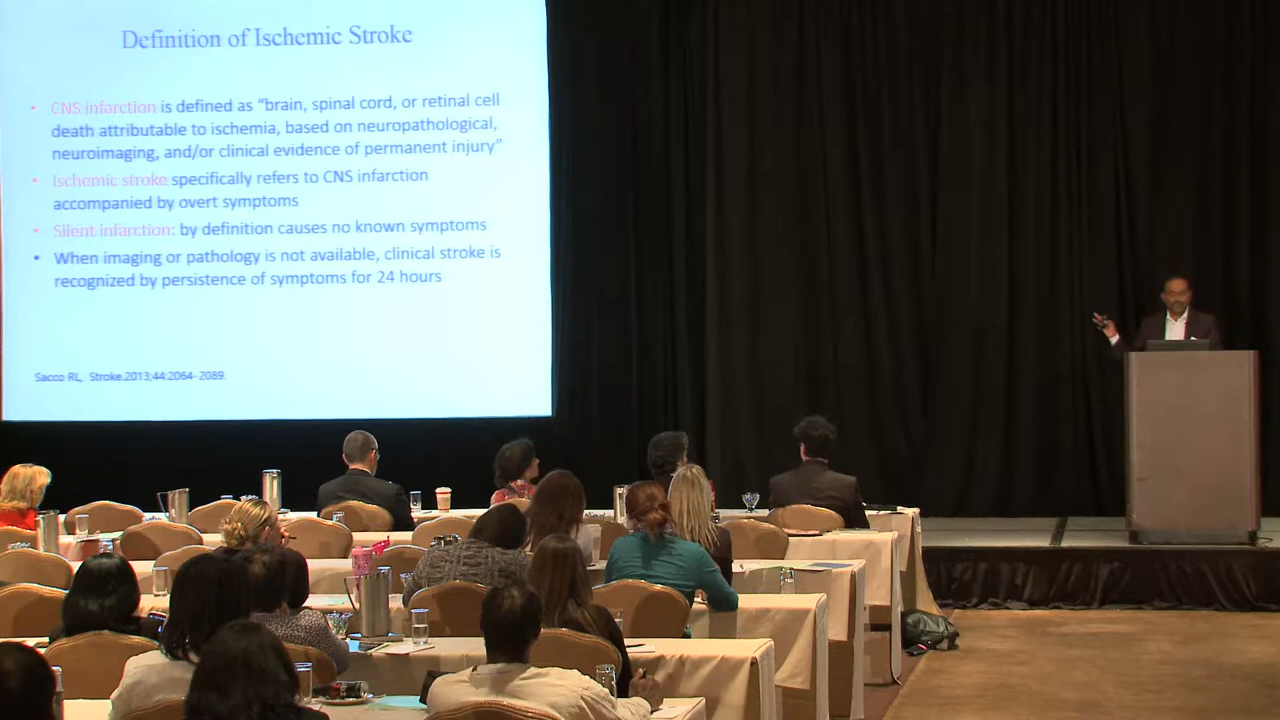 Definition of Ischemic Stroke
• CNS infarction is defined as “brain, spinal cord, or retinal cell
death attributable to ischemia, based on neuropathological,
neuroimaging, and/or clinical evidence of permanent injury”
• Ischemic stroke specifically refers to CNS infarction
accompanied by overt symptoms
• Silent infarction: by definition causes no known symptoms
• When imaging or pathology is not available, clinical stroke is
recognized by persistence of symptoms for 24 hours
Sacco RL, Stroke.2013;44:2064-2089.